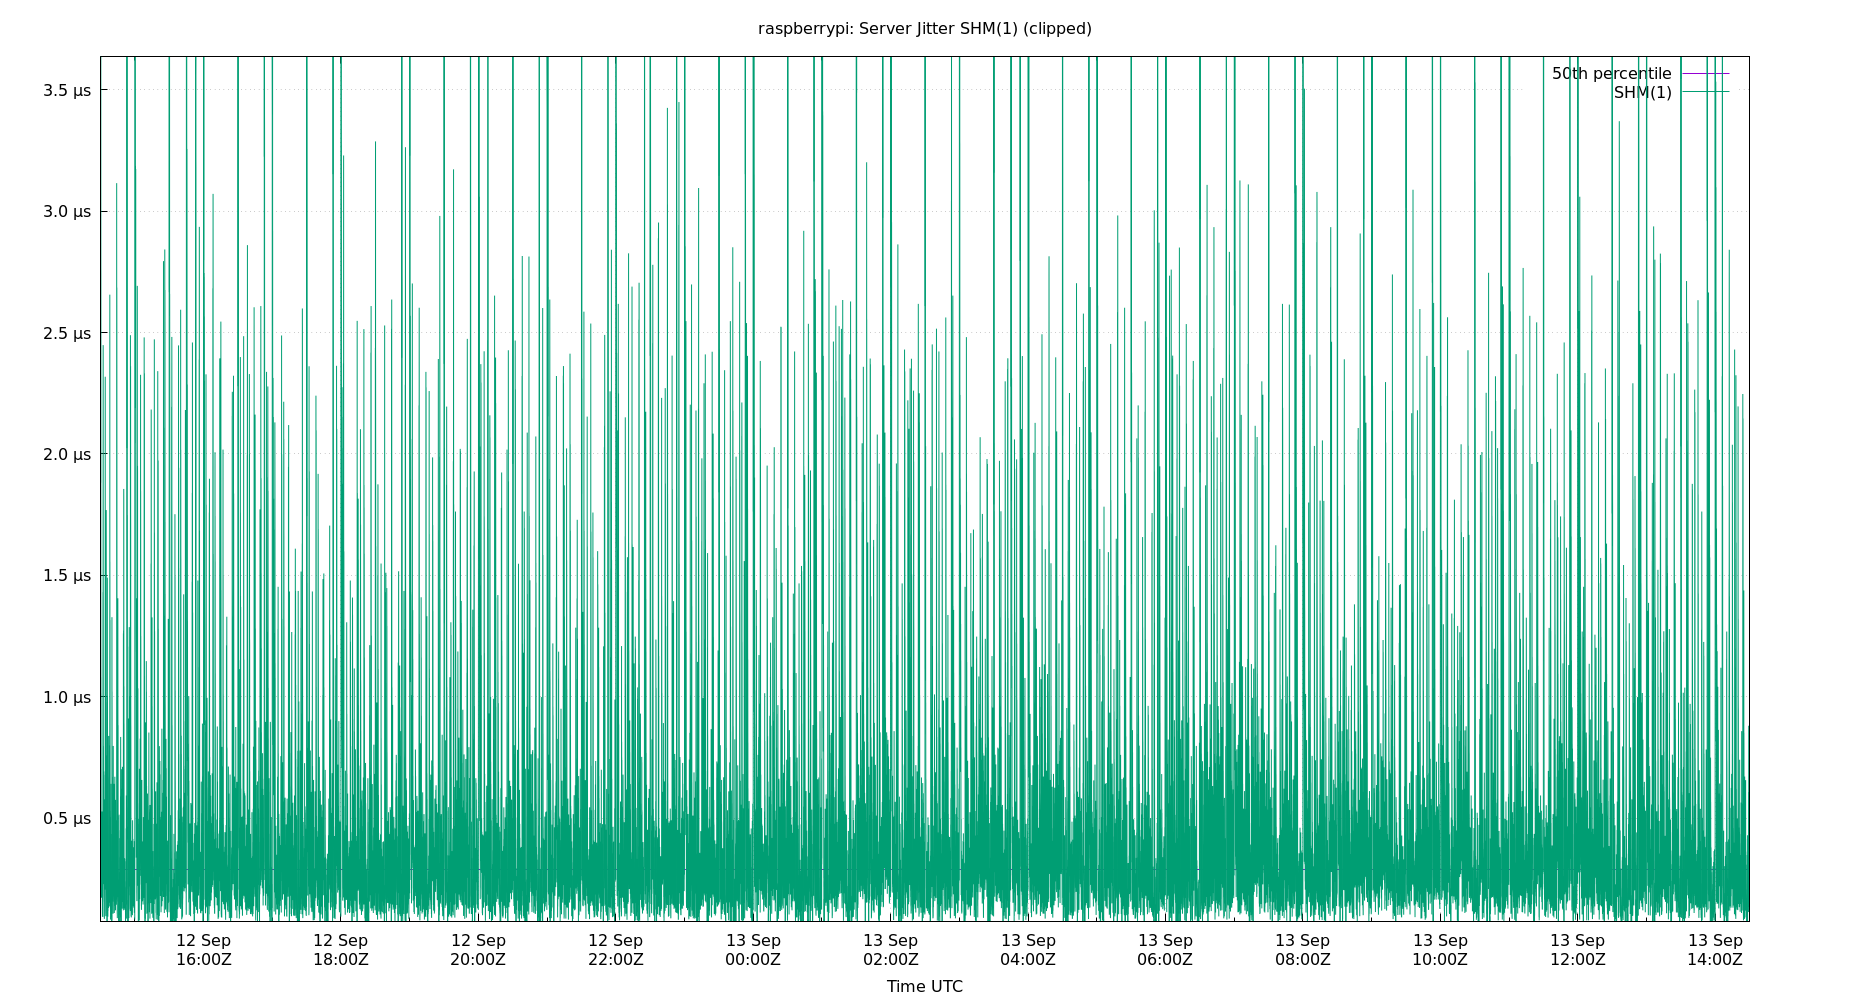 raspberrypi: Server Jitter SHM(1) (clipped)
50th percentile
SHM(1)
3.5 μs
3.0 μs
2.5 μs
2.0 μs
1.5 μs
1.0 μs
0.5 μs
12 Sep 12 Sep 12 Sep 12 Sep 13 Sep 13 Sep 13 Sep 13 Sep 13 Sep 13 Sep 13 Sep 13 Sep
16:00Z 18:00Z 20:00Z 22:00Z 00:00Z 02:00Z 04:00Z 06:00Z 08:00Z 10:00Z 12:00Z 14:00Z
Time UTC